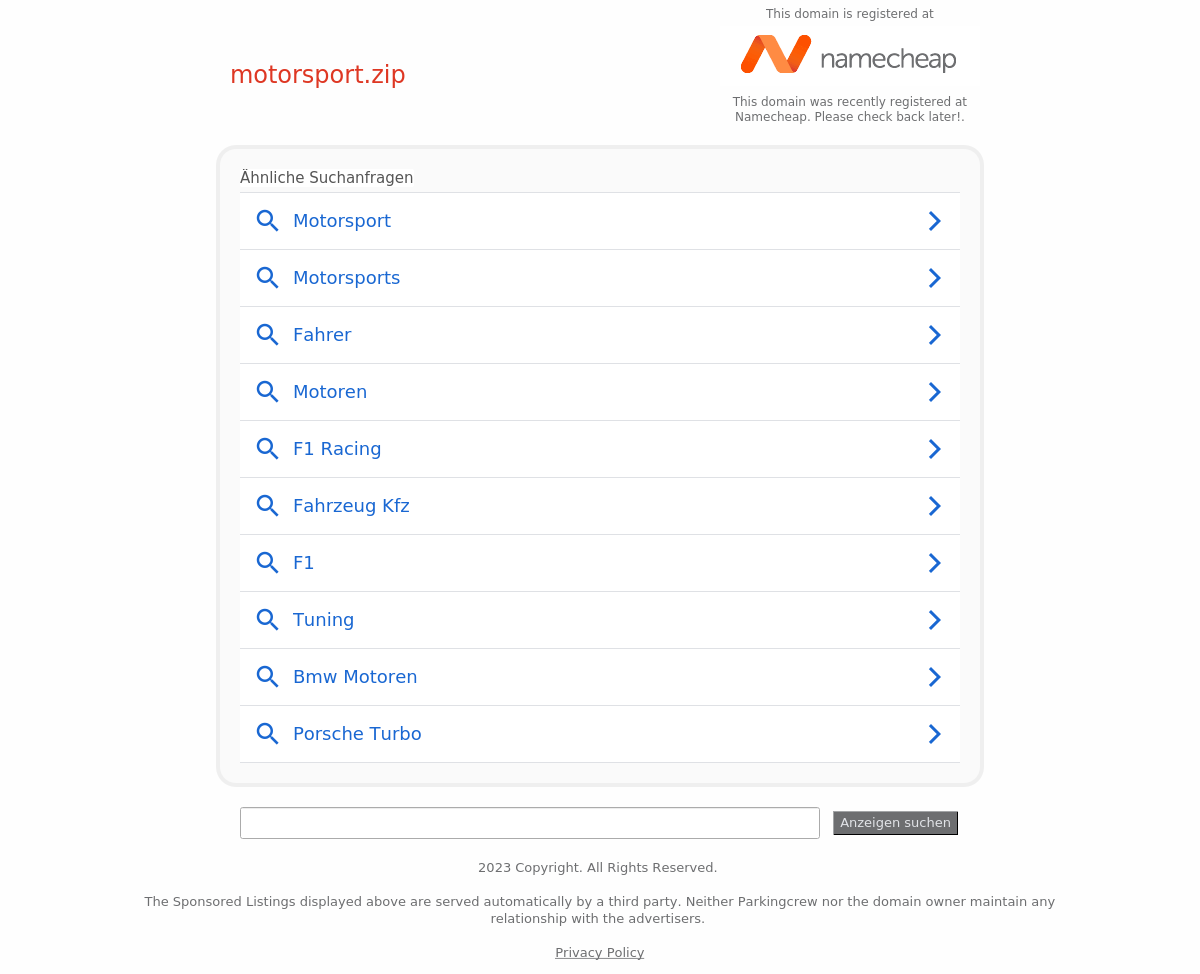 This domain is registered at
namecheap
motorsport.zip
This domain was recently registered at
Namecheap. Please check back later!.
Ähnliche Suchanfragen
Motorsport
Motorsports
Fahrer
Motoren
F1 Racing
Fahrzeug Kfz
F1
Tuning
Bmw Motoren
Porsche Turbo
Anzeigen suchen
2023 Copyright. All Rights Reserved.
The Sponsored Listings displayed above are served automatically by a third party. Neither Parkingcrew nor the domain owner maintain any
relationship with the advertisers.
Privacy Policy